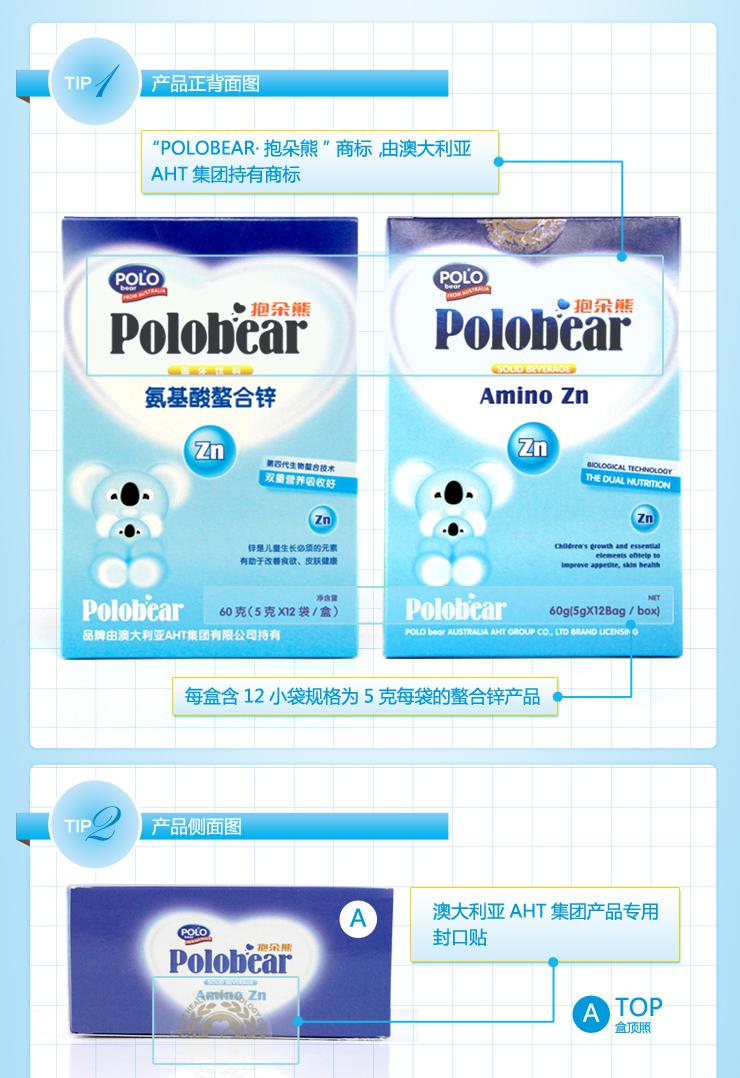 TIP 1
产品正背面图
“POLOBEAR· 抱朵熊 ” 商标 ,由澳大利亚
AHT 集团持有商标
POLO
bear
FROM AUSTRALIA
抱朵熊
Polobear
固体饮料
氨基酸螯合锌
Zn
第四代生物螯合技术
双重营养吸收好
Zn
锌是儿童生长必须的元素
有助于改善食欲、皮肤健康
净含量
60 克 ( 5 克 X12 袋 / 盒 )
Polobear
品牌由澳大利亚AHT集团有限公司持有
POLO
bear
FROM AUSTRALIA
抱朵熊
Polobear
SOLID BEVERAGE
Amino Zn
Zn
BIOLOGICAL TECHNOLOGY
THE DUAL NUTRITION
Zn
Children's growth and essential
elements ofHelp to
improve appetite, skin health
NET
60g(5gX12Bag / box)
Polobear
POLO bear AUSTRALIA AHT GROUP CO., LTD BRAND LICENSING
每盒含 12 小袋规格为 5 克每袋的螯合锌产品
TIP 2
产品侧面图
A
POLO
bear
抱朵熊
Polobear
SOLID BEVERAGE
Amino Zn
澳大利亚 AHT 集团产品专用
封口贴
A TOP
盒顶照